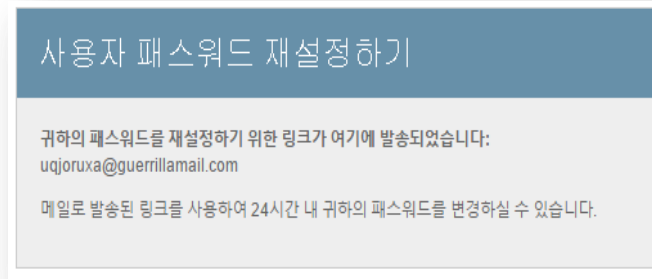 사용자 패스워드 재설정하기
귀하의 패스워드를 재설정하기 위한 링크가 여기에 발송되었습니다:
uqjoruxa@guerrillamail.com
메일로 발송된 링크를 사용하여 24시간 내 귀하의 패스워드를 변경하실 수 있습니다.